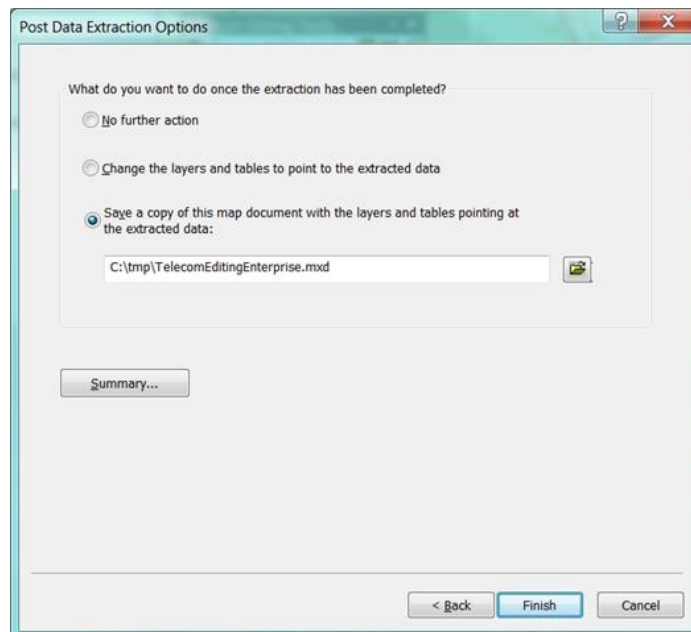 Post Data Extraction Options
?
What do you want to do once the extraction has been completed?
No further action
Change the layers and tables to point to the extracted data
Save a copy of this map document with the layers and tables pointing at
the extracted data:
C:\tmp\TelecomEditingEnterprise.mxd
Summary...
< Back
Finish
Cancel